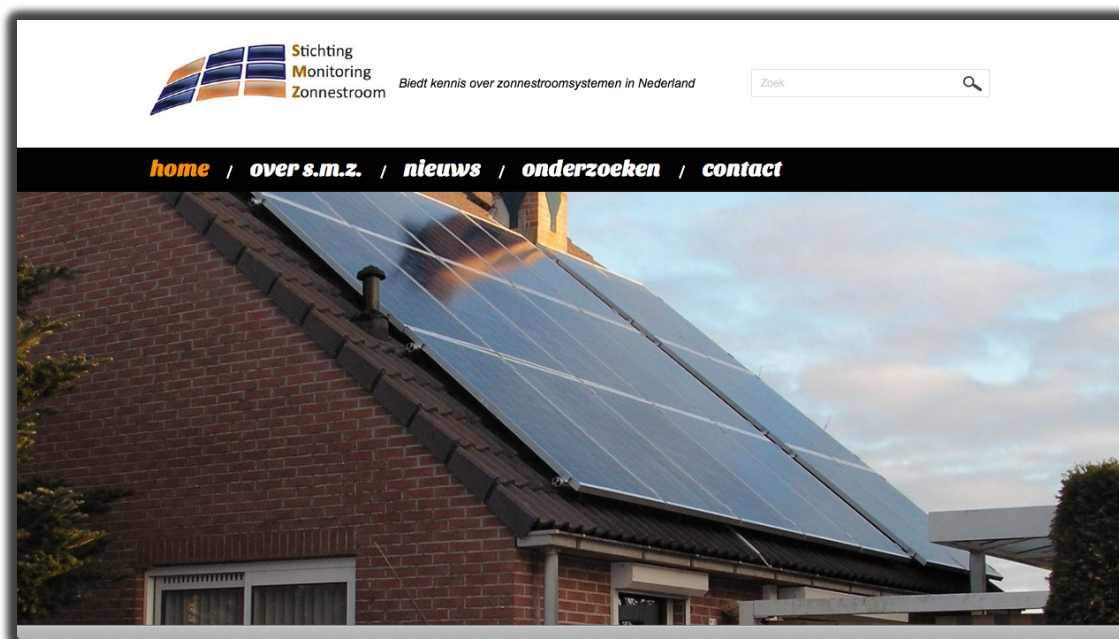 Stichting
Monitoring
Zonnestroom
Biedt kennis over zonnestroomsystemen in Nederland
Zoek
home / over s.m.z. / nieuws / onderzoeken / contact